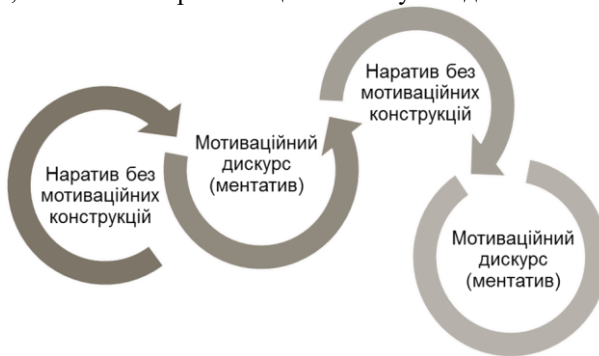 Наратив без
мотиваційних
конструкцій
Мотиваційний
дискурс
(ментатив)
Наратив без
мотиваційних
конструкцій
Мотиваційний
дискурс
(ментатив)